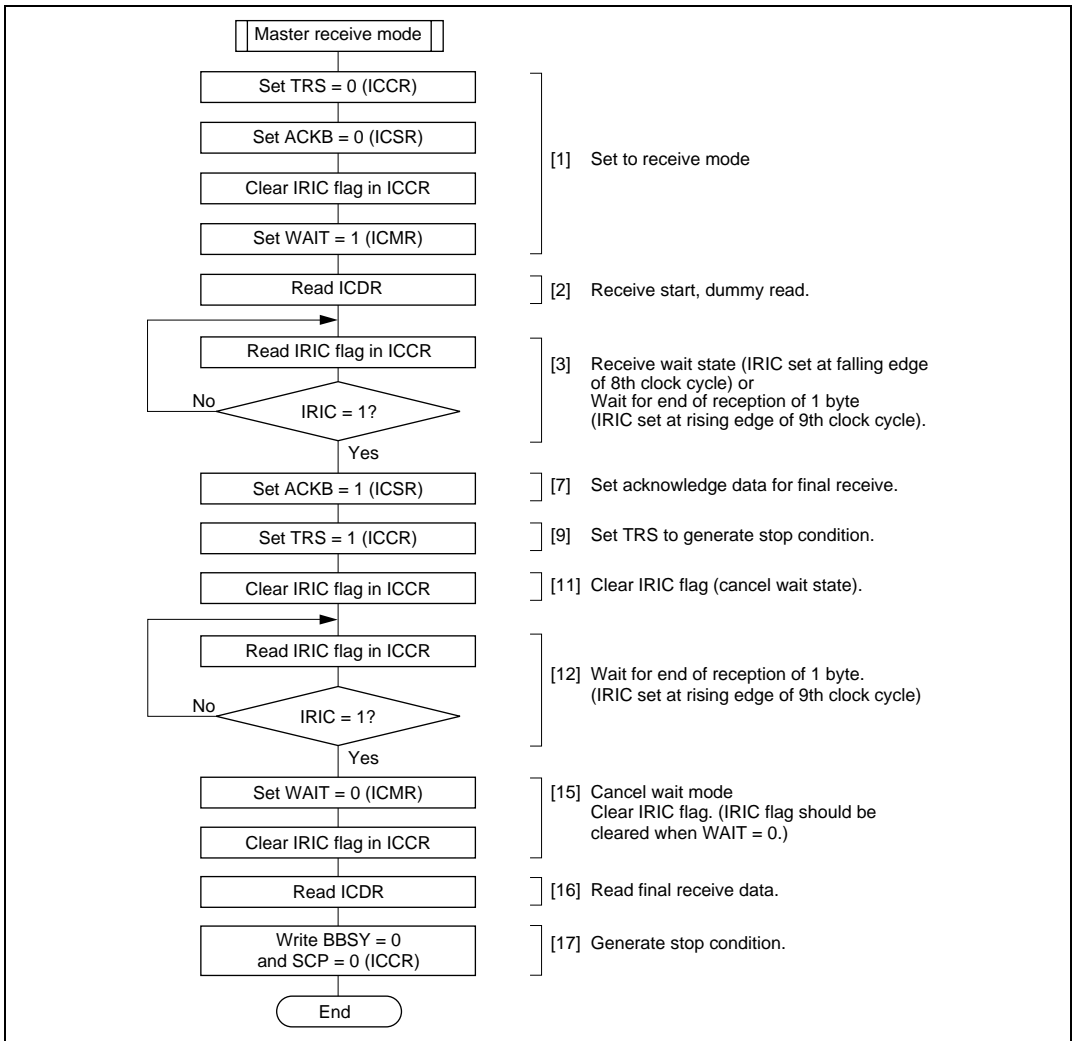 Master receive mode
Set TRS = 0 (ICCR)
Set ACKB = 0 (ICSR)
[1] Set to receive mode
Clear IRIC flag in ICCR
Set WAIT = 1 (ICMR)
Read ICDR
[2] Receive start, dummy read.
Read IRIC flag in ICCR
[3] Receive wait state (IRIC set at falling edge
of 8th clock cycle) or
Wait for end of reception of 1 byte
(IRIC set at rising edge of 9th clock cycle).
No
IRIC = 1?
Yes
Set ACKB = 1 (ICSR)
[7] Set acknowledge data for final receive.
Set TRS = 1 (ICCR)
[9] Set TRS to generate stop condition.
Clear IRIC flag in ICCR
[11] Clear IRIC flag (cancel wait state).
Read IRIC flag in ICCR
[12] Wait for end of reception of 1 byte.
(IRIC set at rising edge of 9th clock cycle)
No
IRIC = 1?
Yes
Set WAIT = 0 (ICMR)
[15] Cancel wait mode
Clear IRIC flag. (IRIC flag should be
cleared when WAIT = 0.)
Clear IRIC flag in ICCR
Read ICDR
[16] Read final receive data.
Write BBSY = 0
and SCP = 0 (ICCR)
[17] Generate stop condition.
End